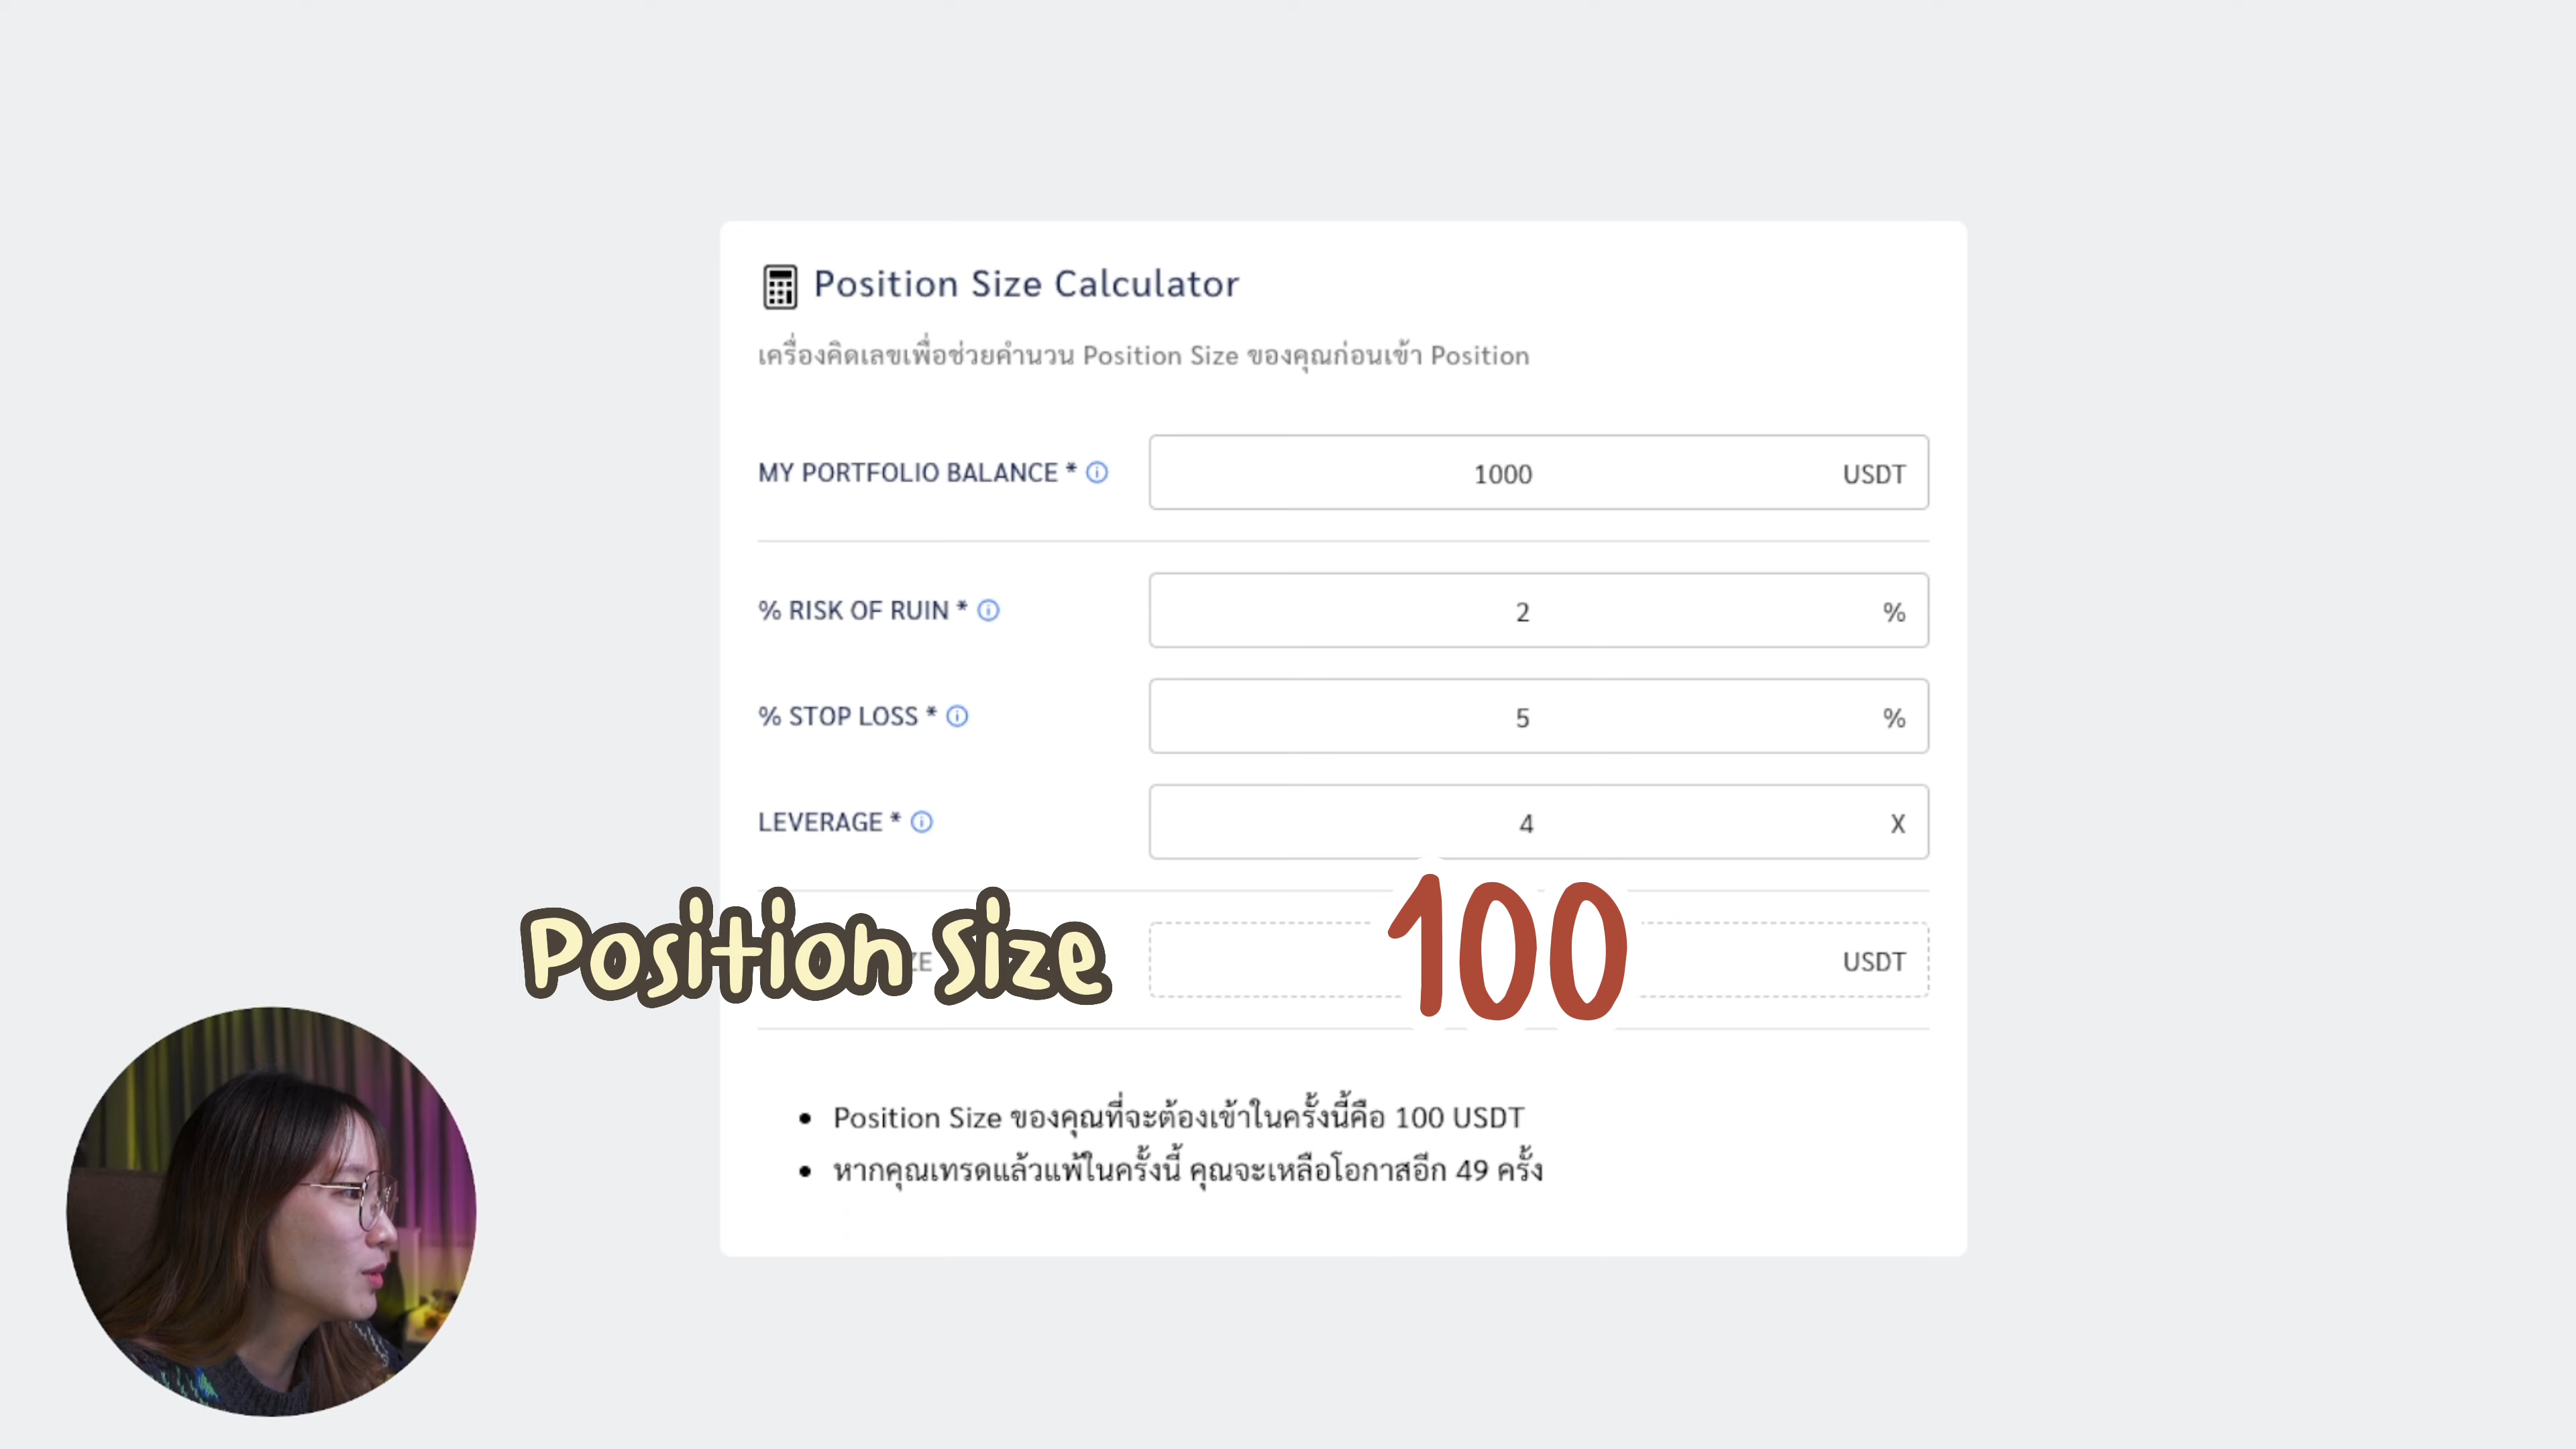 Position Size Calculator
เครื่องคิดเลขเพื่อช่วยคำนวน Position Size ของคุณก่อนเข้า Position
MY PORTFOLIO BALANCE * 1000 USDT
% RISK OF RUIN * 2 %
% STOP LOSS * 5 %
LEVERAGE * 4 X
Position Size 100 USDT
• Position Size ของคุณที่จะต้องเข้าในครั้งนี้คือ 100 USDT
• หากคุณเทรดแล้วแพ้ในครั้งนี้ คุณจะเหลือโอกาสอีก 49 ครั้ง